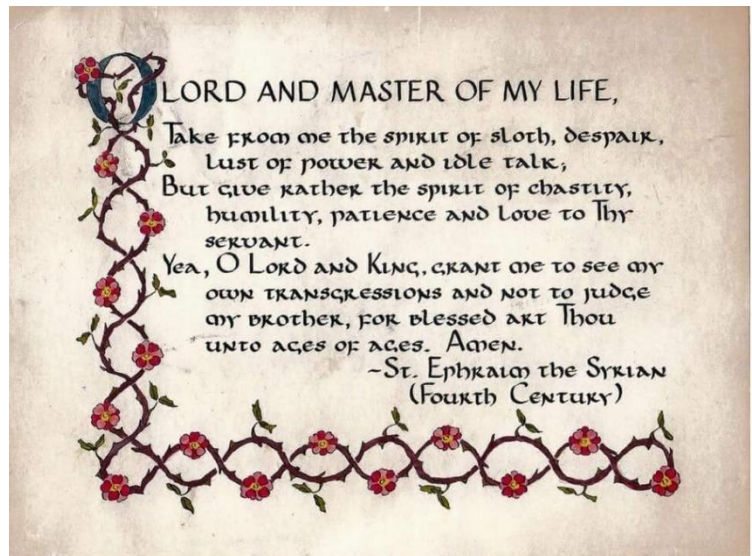 O LORD AND MASTER OF MY LIFE,
Take from me the spirit of sloth, despair,
lust of power and idle talk;
But give rather the spirit of chastity,
humility, patience and love to Thy
servant.
Yea, O Lord and King, grant me to see my
own transgressions and not to judge
my brother, for blessed art Thou
unto ages of ages. Amen.
~St. Ephraim the Syrian
(Fourth Century)